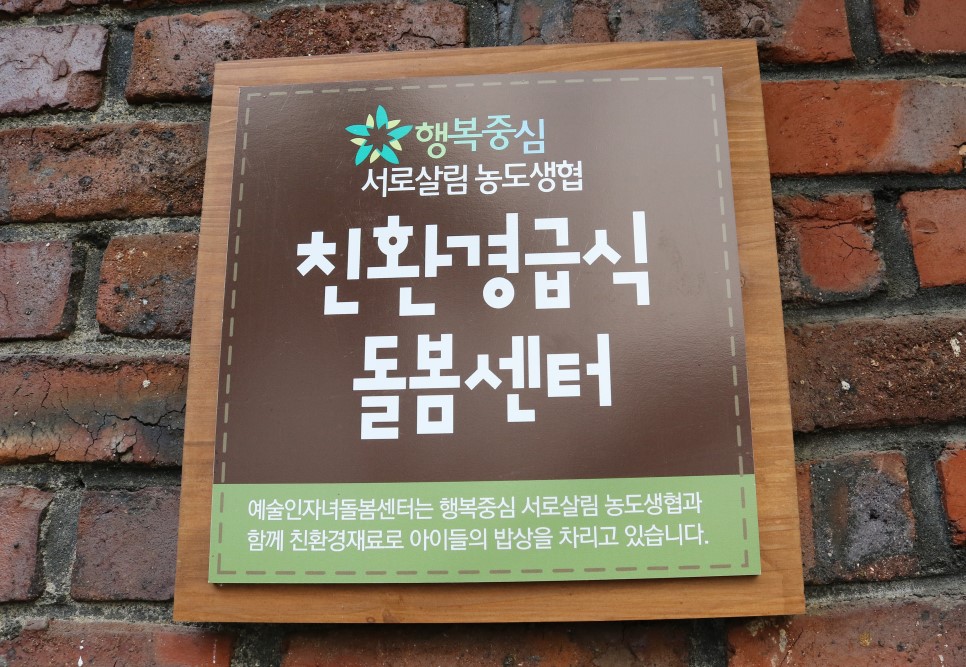 행복중심
서로살림 농도생협
친환경급식
돌봄센터
예술인자녀돌봄센터는 행복중심 서로살림 농도생협과
함께 친환경재료로 아이들의 밥상을 차리고 있습니다.